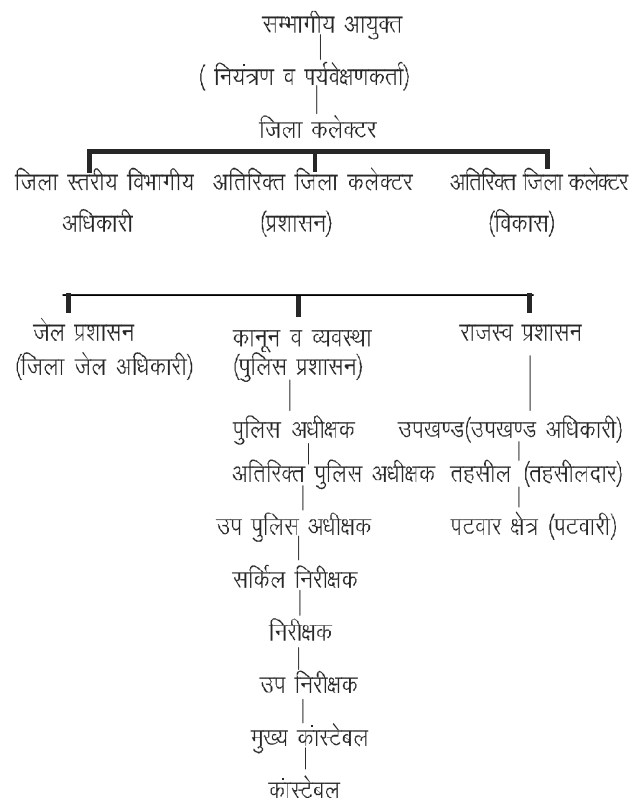 सम्भागीय आयुक्त
( नियंत्रण व पर्यवेक्षणकर्ता)
जिला कलेक्टर
जिला स्तरीय विभागीय अधिकारी
अतिरिक्त जिला कलेक्टर (प्रशासन)
अतिरिक्त जिला कलेक्टर (विकास)
जेल प्रशासन
(जिला जेल अधिकारी)
कानून व व्यवस्था
(पुलिस प्रशासन)
पुलिस अधीक्षक
अतिरिक्त पुलिस अधीक्षक
उप पुलिस अधीक्षक
सर्किल निरीक्षक
निरीक्षक
उप निरीक्षक
मुख्य कांस्टेबल
कांस्टेबल
राजस्व प्रशासन
उपखण्ड(उपखण्ड अधिकारी)
तहसील (तहसीलदार)
पटवार क्षेत्र (पटवारी)